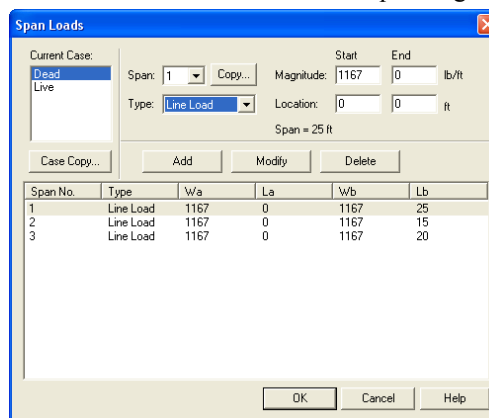 Span Loads
Current Case:
Dead
Live
Case Copy...
Span: 1 Copy...
Type: Line Load
Start End
Magnitude: 1167 0 lb/ft
Location: 0 0 ft
Span = 25 ft
Add Modify Delete
Span No. Type Wa La Wb Lb
1 Line Load 1167 0 1167 25
2 Line Load 1167 0 1167 15
3 Line Load 1167 0 1167 20
OK Cancel Help